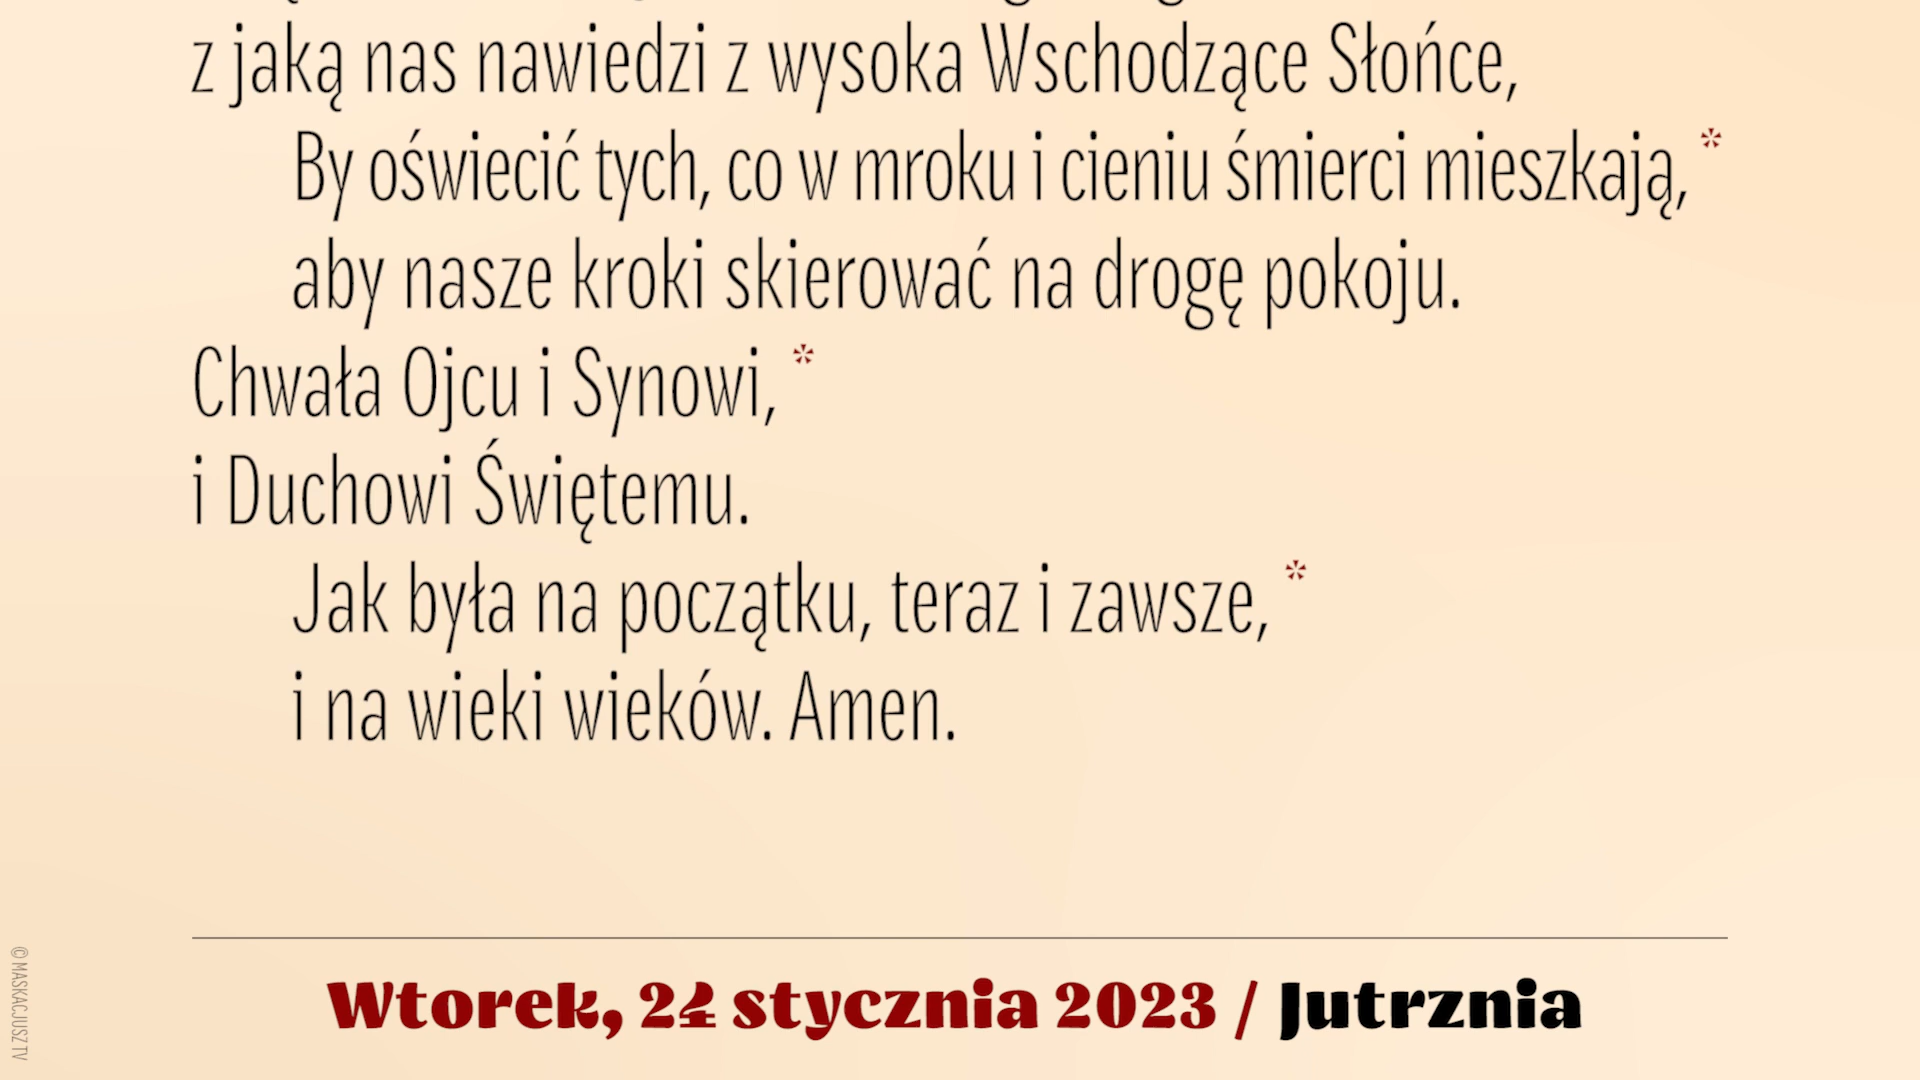 z jaką nas nawiedzi z wysoka Wschodzące Słońce,
By oświecić tych, co w mroku i cieniu śmierci mieszkają, *
aby nasze kroki skierować na drogę pokoju.
Chwała Ojcu i Synowi, *
i Duchowi Świętemu.
Jak była na początku, teraz i zawsze, *
i na wieki wieków. Amen.
Wtorek, 24 stycznia 2023 / Jutrznia
© MASKACJUSZ TV